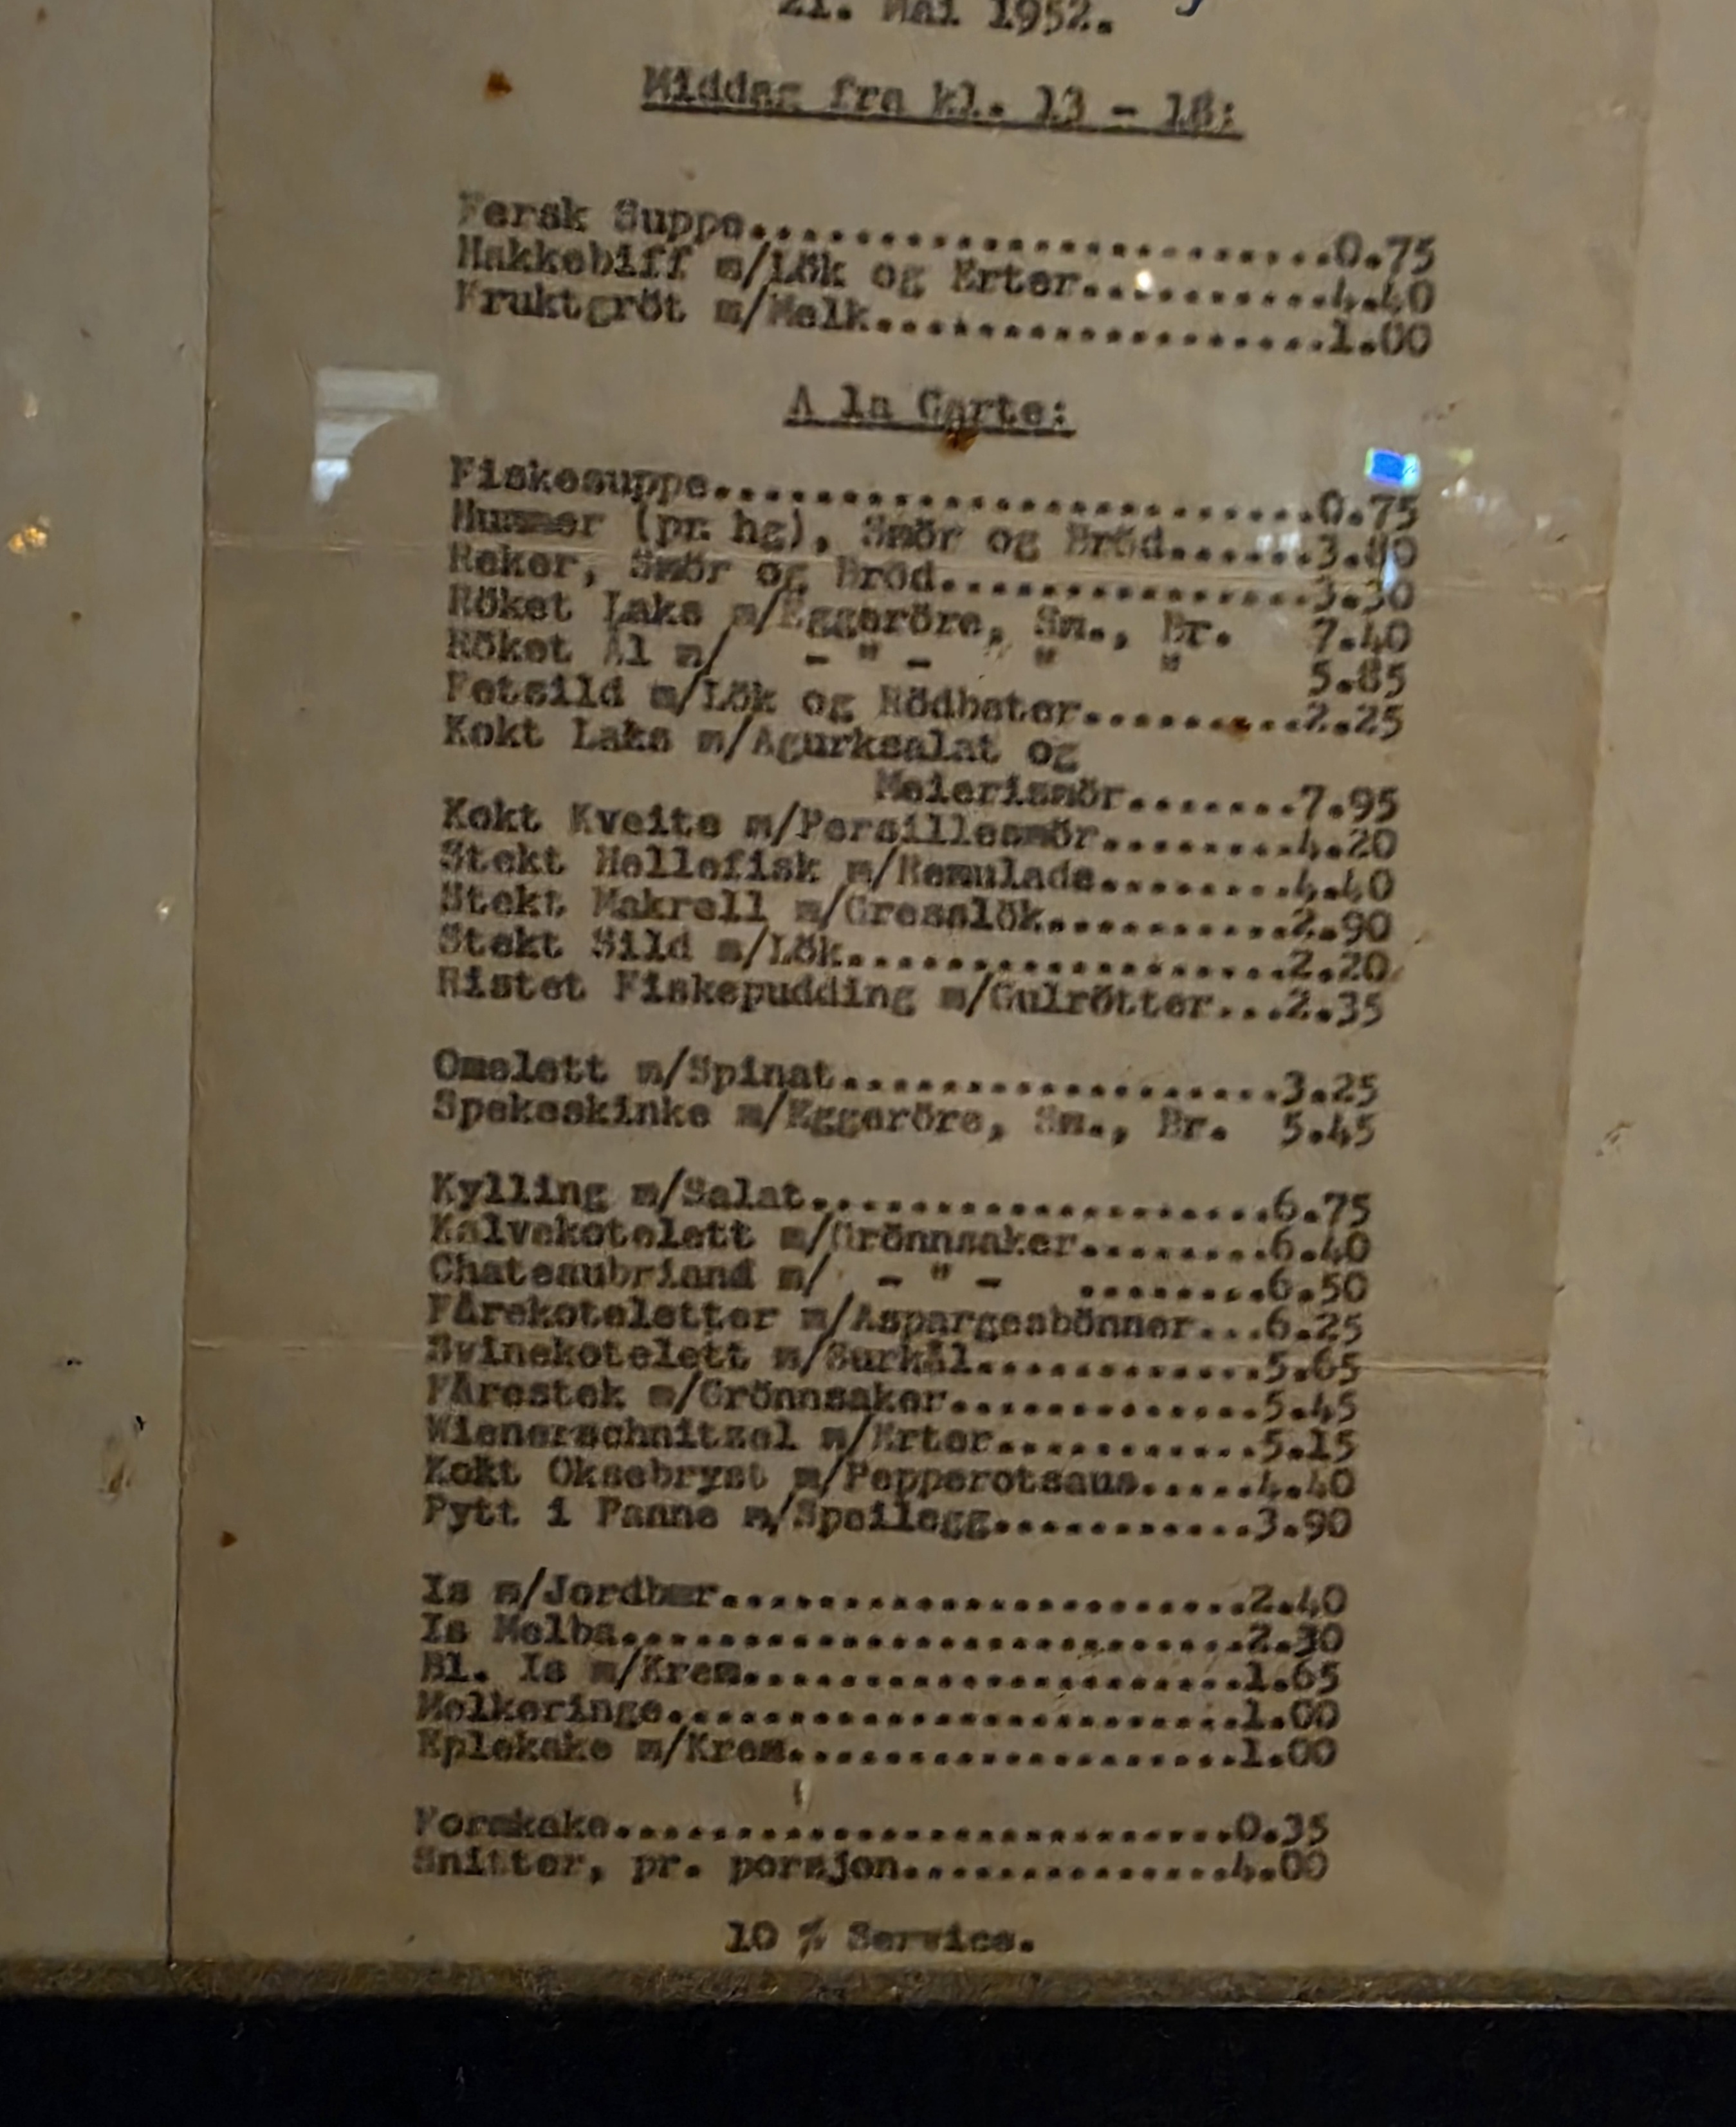 21. Mai 1952.
Middag fra kl. 13 - 18:
Fersk Suppe............................0.75
Hakkebiff m/Lök og Erter..........4.40
Fruktgröt m/Melk..................1.00
A la Carte:
Fiskesuppe........................0.75
Hummer (pr. hg), Smör og Bröd......3.80
Reker, Smör og Bröd...............3.30
Röket Laks m/Eggeröre, Sm., Br. 7.40
Röket Ål m/ - " - " " 5.85
Fetsild m/Lök og Rödbeter.........2.25
Kokt Laks m/Agurksalat og
Meierismör.......7.95
Kokt Kveite m/Persillesmör........4.20
Stekt Hellefisk m/Remulade........4.40
Stekt Makrell m/Gresslök..........2.90
Stekt Sild m/Lök..................2.20
Ristet Fiskepudding m/Gulrötter...2.35
Omelett m/Spinat..................3.25
Spekeskinke m/Eggeröre, Sm., Br. 5.45
Kylling m/Salat...................6.75
Kalvekotelett m/Grönnsaker........6.40
Chateaubriand m/ - " - ........6.50
Fårekoteletter m/Aspargesbönner...6.25
Svinekotelett m/Surkål............5.65
Fårestek m/Grönnsaker.............5.45
Wienerschnitzel m/Erter...........5.15
Kokt Oksebryst m/Pepperotsaus.....4.40
Pytt i Panne m/Speilegg...........3.90
Is m/Jordbær......................2.40
Is Melba..........................2.30
Bl. Is m/Krem.....................1.65
Melkeringe........................1.00
Eplekake m/Krem...................1.00
Formkake..........................0.35
Snitter, pr. porsjon..............4.00
10 % Service.